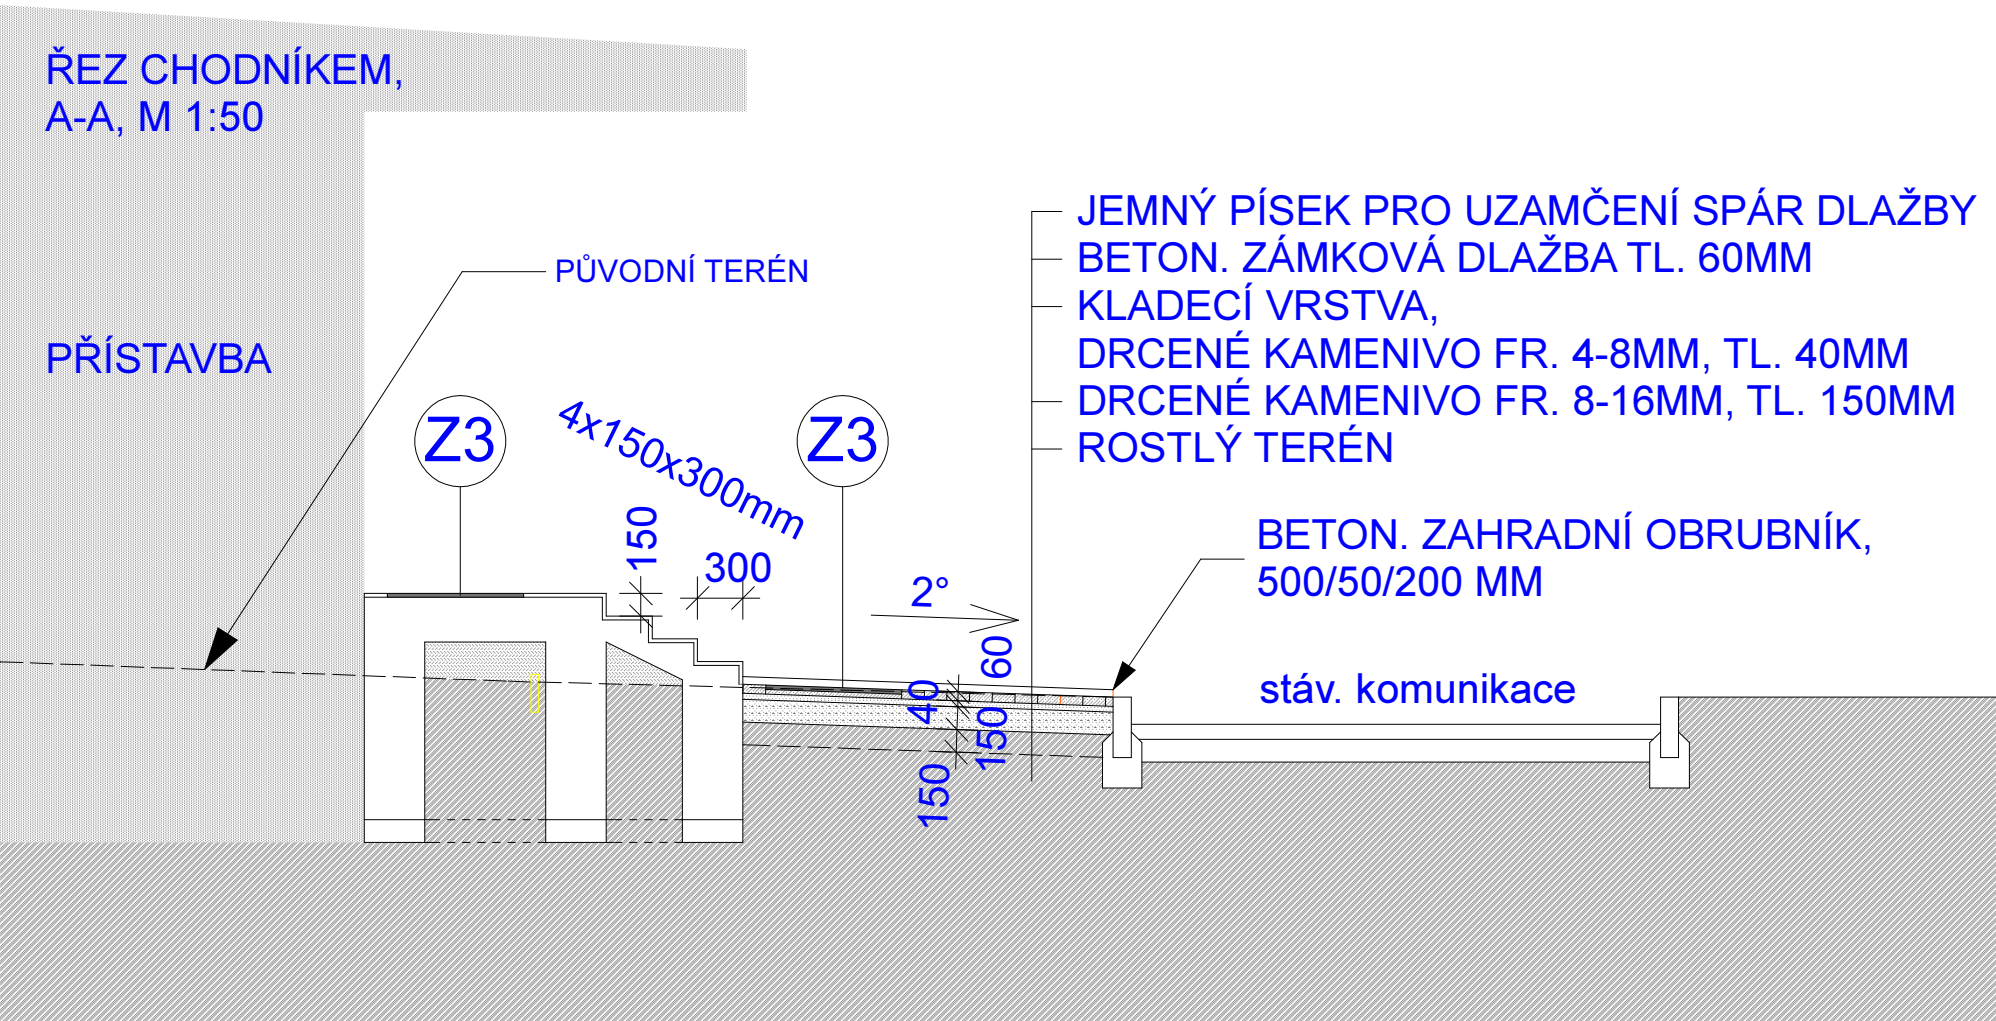 ŘEZ CHODNÍKEM,
A-A, M 1:50
PŮVODNÍ TERÉN
PŘÍSTAVBA
JEMNÝ PÍSEK PRO UZAMČENÍ SPÁR DLAŽBY
BETON. ZÁMKOVÁ DLAŽBA TL. 60MM
KLADECÍ VRSTVA,
DRCENÉ KAMENIVO FR. 4-8MM, TL. 40MM
DRCENÉ KAMENIVO FR. 8-16MM, TL. 150MM
ROSTLÝ TERÉN
Z3
4x150x300mm
Z3
150
300
2°
BETON. ZAHRADNÍ OBRUBNÍK,
500/50/200 MM
stáv. komunikace
60
40
150
150